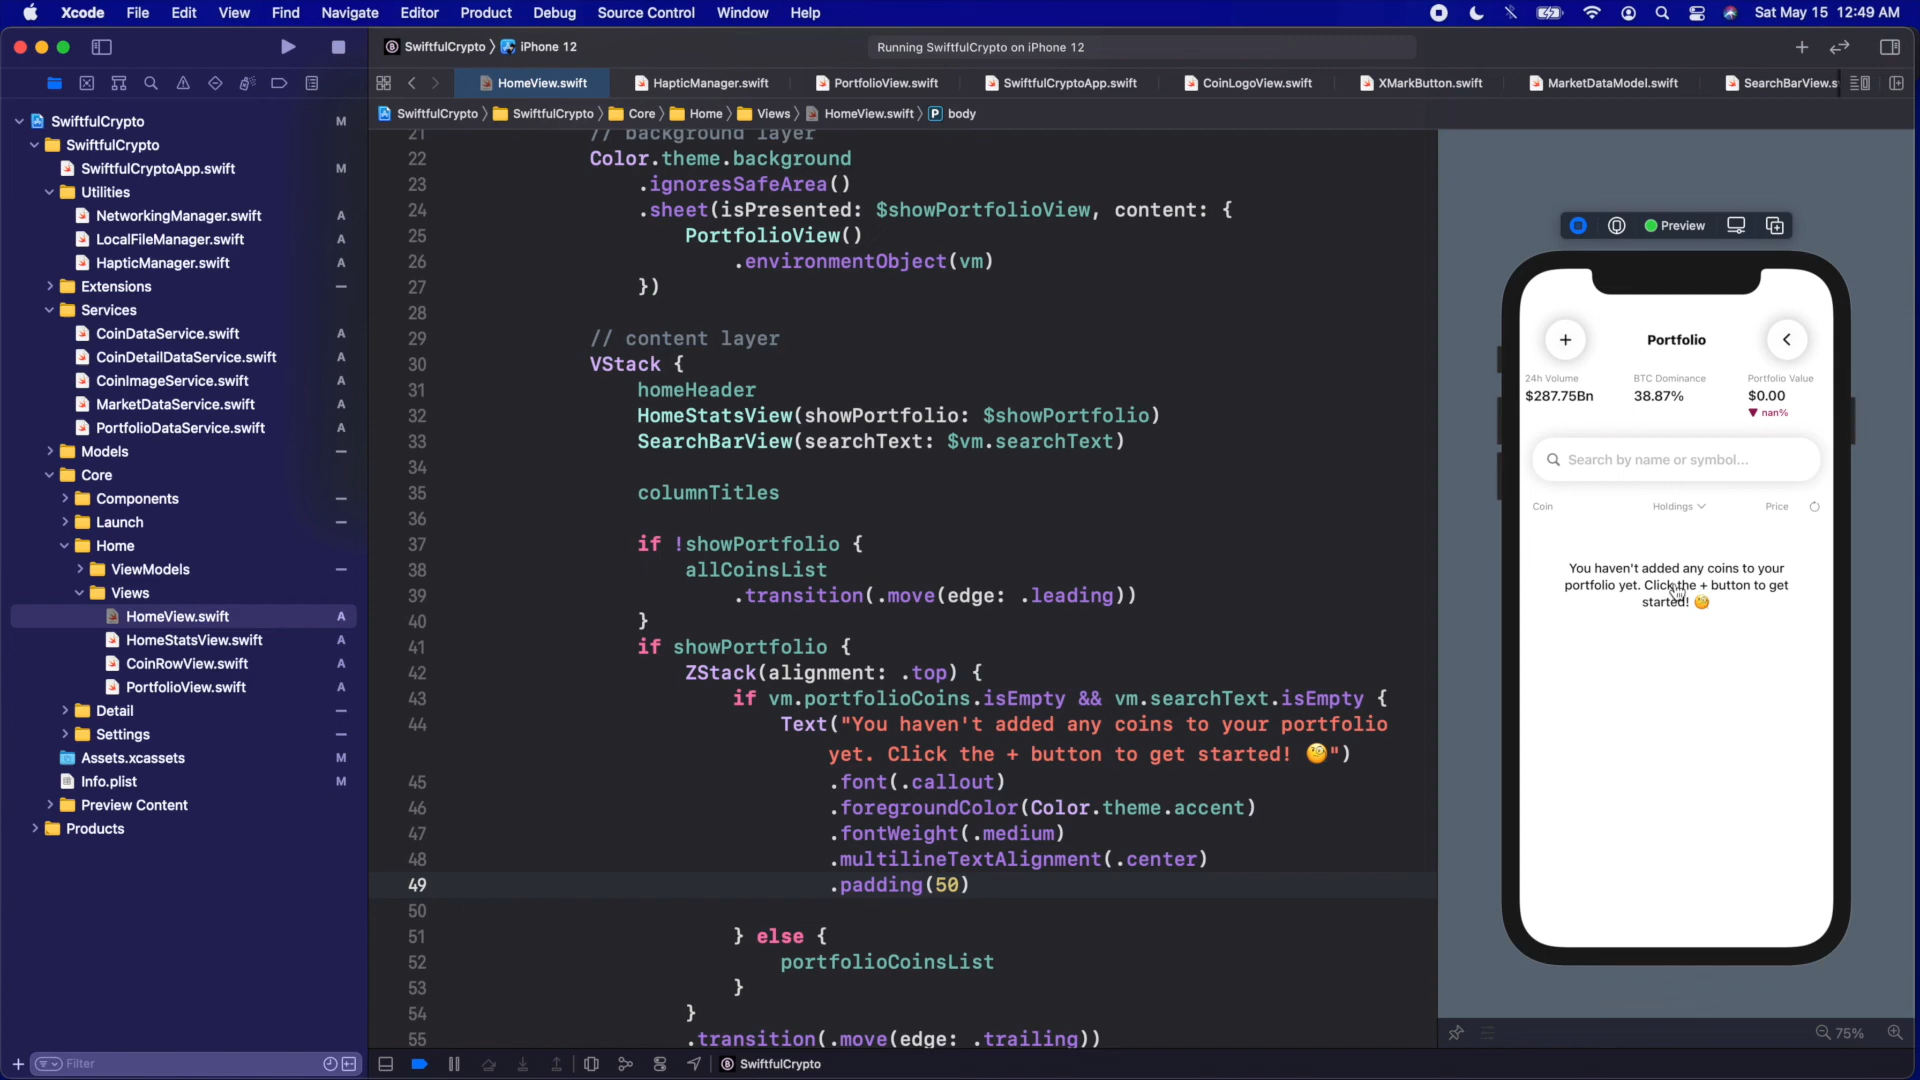 Xcode File Edit View Find Navigate Editor Product Debug Source Control Window Help Sat May 15 12:49 AM
SwiftfulCrypto iPhone 12 Running SwiftfulCrypto on iPhone 12
HomeView.swift HapticManager.swift PortfolioView.swift SwiftfulCryptoApp.swift CoinLogoView.swift XMarkButton.swift MarketDataModel.swift SearchBarView.s
SwiftfulCrypto SwiftfulCrypto Core Home Views HomeView.swift P body
SwiftfulCrypto M
SwiftfulCrypto
SwiftfulCryptoApp.swift M
Utilities
NetworkingManager.swift A
LocalFileManager.swift A
HapticManager.swift A
Extensions
Services
CoinDataService.swift A
CoinDetailDataService.swift A
CoinImageService.swift A
MarketDataService.swift A
PortfolioDataService.swift A
Models
Core
Components
Launch
Home
ViewModels
Views
HomeView.swift A
HomeStatsView.swift A
CoinRowView.swift A
PortfolioView.swift A
Detail
Settings
Assets.xcassets M
Info.plist M
Preview Content
Products
Filter
21 // background layer
22 Color.theme.background
23 .ignoresSafeArea()
24 .sheet(isPresented: $showPortfolioView, content: {
25 PortfolioView()
26 .environmentObject(vm)
27 })
28
29 // content layer
30 VStack {
31 homeHeader
32 HomeStatsView(showPortfolio: $showPortfolio)
33 SearchBarView(searchText: $vm.searchText)
34
35 columnTitles
36
37 if !showPortfolio {
38 allCoinsList
39 .transition(.move(edge: .leading))
40 }
41 if showPortfolio {
42 ZStack(alignment: .top) {
43 if vm.portfolioCoins.isEmpty && vm.searchText.isEmpty {
44 Text("You haven't added any coins to your portfolio
yet. Click the + button to get started! 🧐")
45 .font(.callout)
46 .foregroundColor(Color.theme.accent)
47 .fontWeight(.medium)
48 .multilineTextAlignment(.center)
49 .padding(50)
50
51 } else {
52 portfolioCoinsList
53 }
54 }
55 .transition(.move(edge: .trailing))
SwiftfulCrypto
Preview
Portfolio
24h Volume BTC Dominance Portfolio Value
$287.75Bn 38.87% $0.00
nan%
Search by name or symbol...
Coin Holdings Price
You haven't added any coins to your
portfolio yet. Click the + button to get
started! 🧐
75%